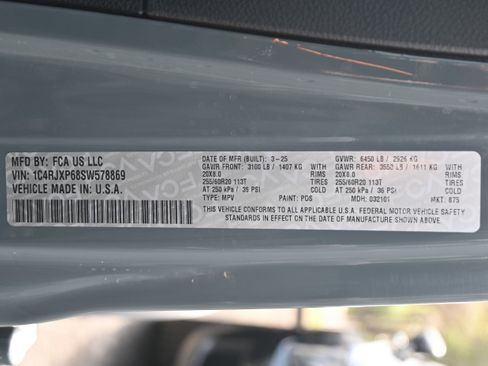 MFD BY: FCA US LLC
VIN: 1C4RJXP68SW578869
VEHICLE MADE IN: U.S.A.
DATE OF MFR (BUILT): 3-25 GVWR: 6450 LB / 2926 KG
GAWR FRONT: 3100 LB / 1407 KG GAWR REAR: 3550 LB / 1611 KG
20X8.0 RIMS 20X8.0 RIMS
255/60R20 113T TIRES 255/60R20 113T TIRES
AT 250 kPa / 36 PSI COLD AT 250 kPa / 36 PSI COLD
TYPE: MPV PAINT: PDS MDH: 032101 MKT: 875
THIS VEHICLE CONFORMS TO ALL APPLICABLE U.S.A. FEDERAL MOTOR VEHICLE SAFETY
STANDARDS IN EFFECT ON THE DATE OF MANUFACTURE SHOWN ABOVE.